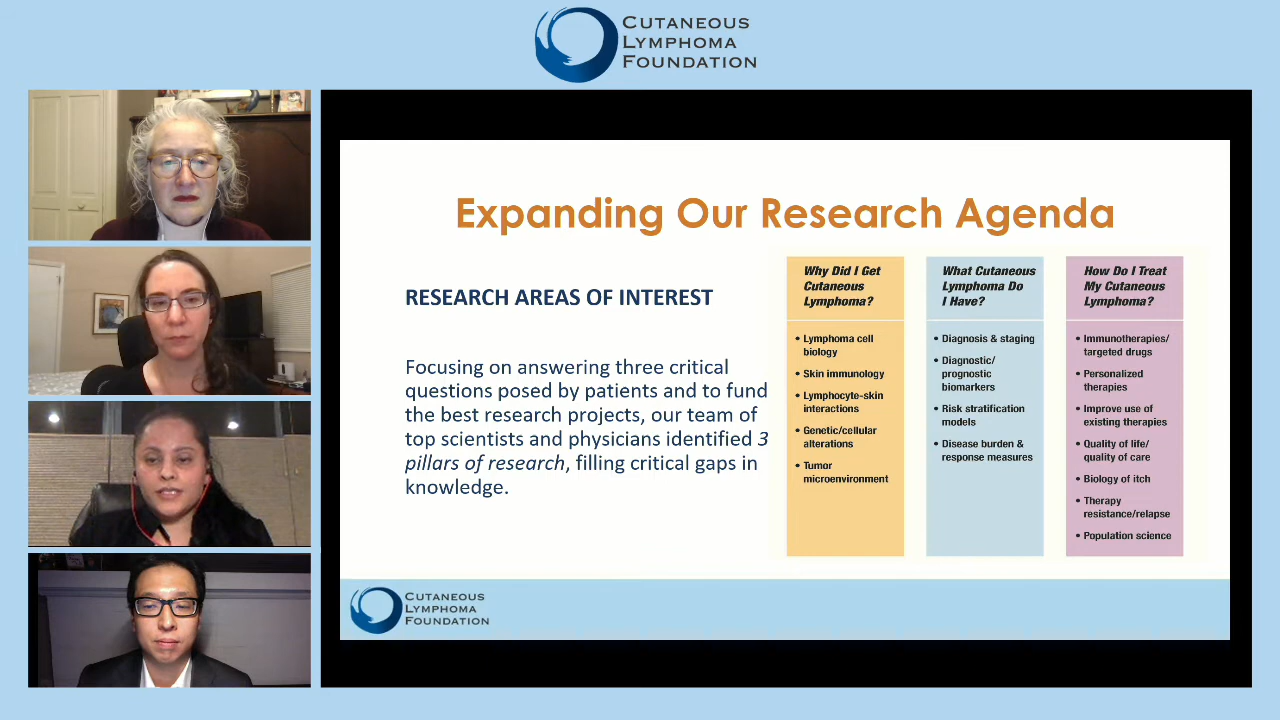 CUTANEOUS
LYMPHOMA
FOUNDATION
Expanding Our Research Agenda
RESEARCH AREAS OF INTEREST
Focusing on answering three critical
questions posed by patients and to fund
the best research projects, our team of
top scientists and physicians identified 3
pillars of research, filling critical gaps in
knowledge.
Why Did I Get
Cutaneous
Lymphoma?
• Lymphoma cell
biology
• Skin immunology
• Lymphocyte-skin
interactions
• Genetic/cellular
alterations
• Tumor
microenvironment
What Cutaneous
Lymphoma Do
I Have?
• Diagnosis & staging
• Diagnostic/
prognostic
biomarkers
• Risk stratification
models
• Disease burden &
response measures
How Do I Treat
My Cutaneous
Lymphoma?
• Immunotherapies/
targeted drugs
• Personalized
therapies
• Improve use of
existing therapies
• Quality of life/
quality of care
• Biology of itch
• Therapy
resistance/relapse
• Population science
CUTANEOUS
LYMPHOMA
FOUNDATION